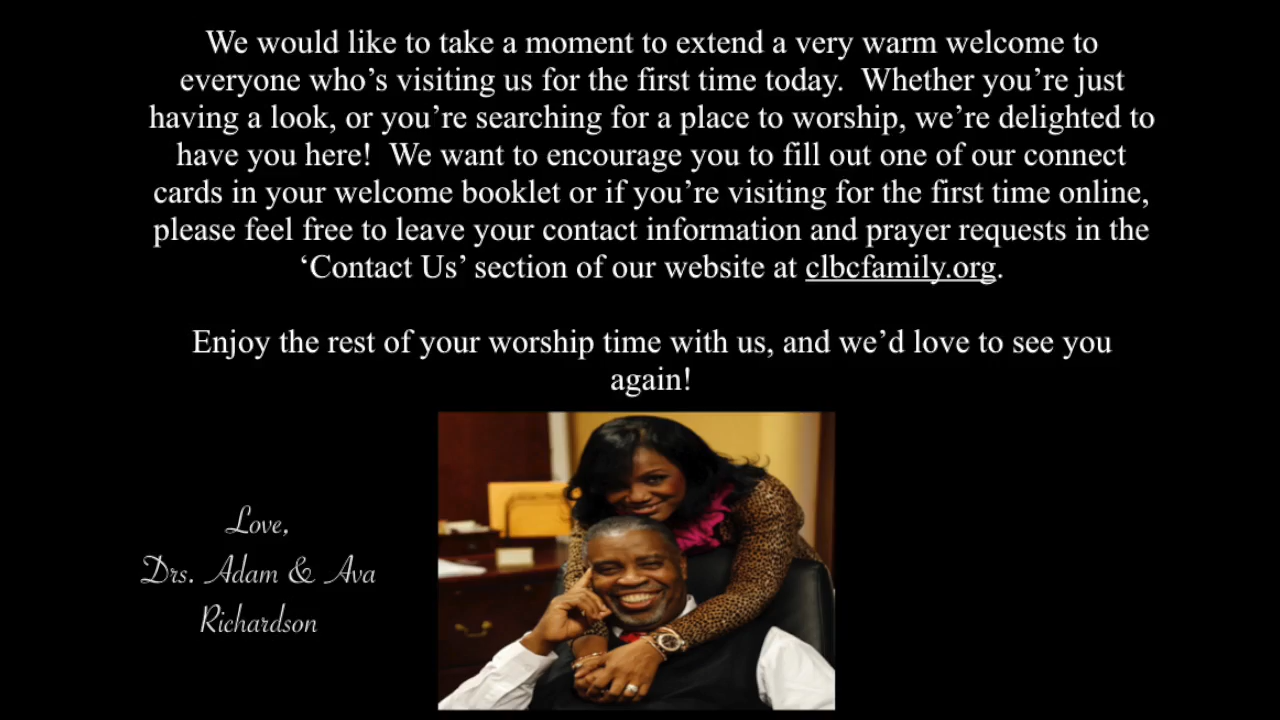 We would like to take a moment to extend a very warm welcome to
everyone who’s visiting us for the first time today.  Whether you’re just
having a look, or you’re searching for a place to worship, we’re delighted to
have you here!  We want to encourage you to fill out one of our connect
cards in your welcome booklet or if you’re visiting for the first time online,
please feel free to leave your contact information and prayer requests in the
‘Contact Us’ section of our website at clbcfamily.org.
Enjoy the rest of your worship time with us, and we’d love to see you
again!
Love,
Drs. Adam & Ava
Richardson